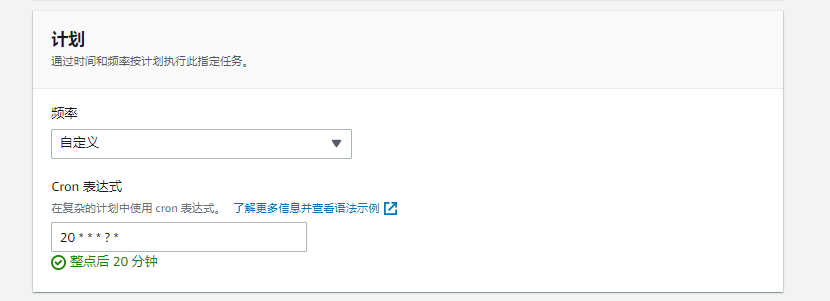 计划
通过时间和频率按计划执行此指定任务。
频率
自定义
Cron 表达式
在复杂的计划中使用 cron 表达式。 了解更多信息并查看语法示例
20 * * * ? *
整点后 20 分钟